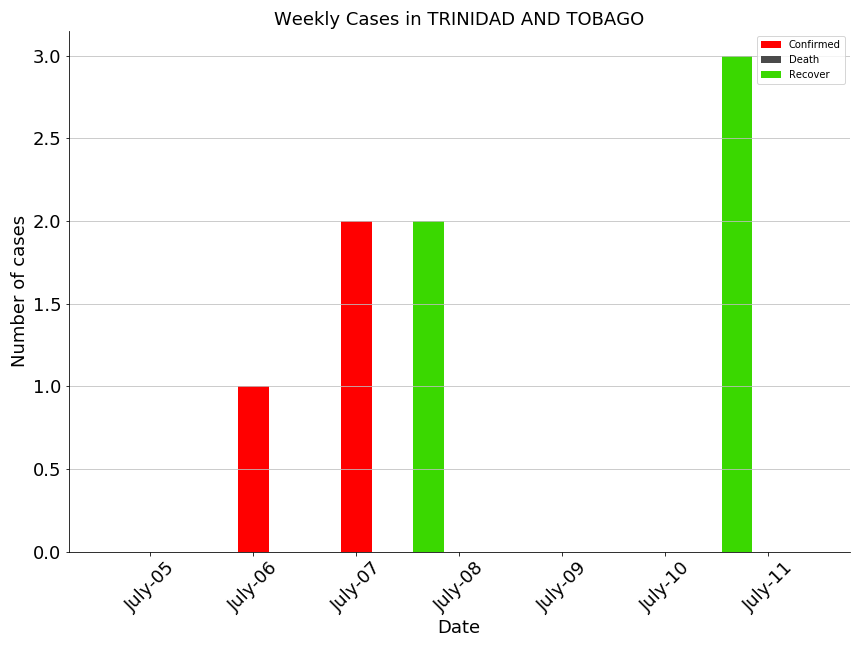 Weekly Cases in TRINIDAD AND TOBAGO
Confirmed
Death
Recover
Number of cases
3.0
2.5
2.0
1.5
1.0
0.5
0.0
July-05
July-06
July-07
July-08
July-09
July-10
July-11
Date